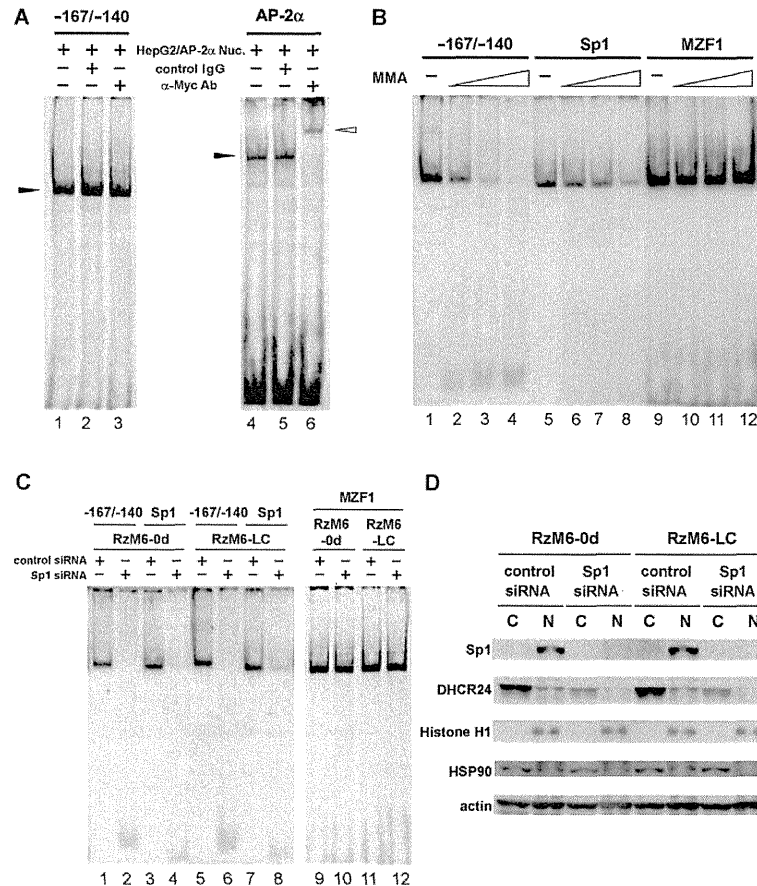 A
-167/-140 AP-2α
+ + + HepG2/AP-2α Nuc. + + +
− + − control IgG − + −
− − + α-Myc Ab − − +
1 2 3 4 5 6
B
-167/-140 Sp1 MZF1
MMA − − −
1 2 3 4 5 6 7 8 9 10 11 12
C
MZF1
-167/-140 Sp1 -167/-140 Sp1
RzM6 -0d RzM6 -LC
RzM6-0d RzM6-LC
control siRNA + − + − + − + − + − + −
Sp1 siRNA − + − + − + − + − + − +
1 2 3 4 5 6 7 8 9 10 11 12
D
RzM6-0d RzM6-LC
control siRNA Sp1 siRNA control siRNA Sp1 siRNA
C N C N C N C N
Sp1
DHCR24
Histone H1
HSP90
actin